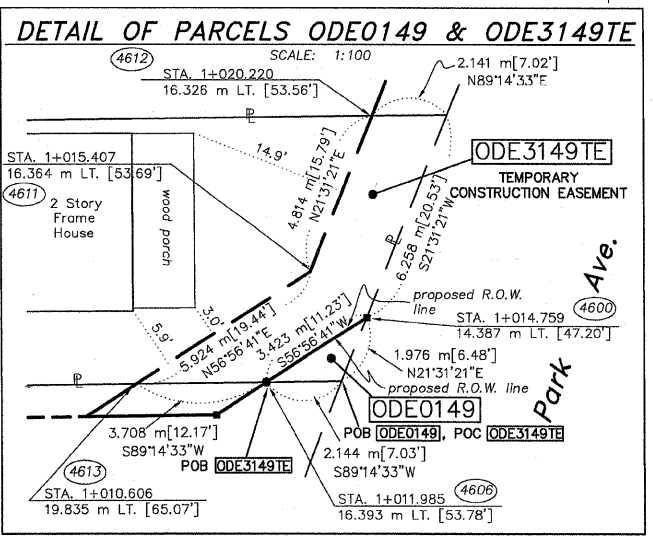 DETAIL OF PARCELS ODE0149 & ODE3149TE
SCALE: 1:100
4612
STA. 1+020.220
16.326 m LT. [53.56']
2.141 m[7.02']
N89°14'33"E
PL
ODE3149TE
TEMPORARY
CONSTRUCTION EASEMENT
14.9'
STA. 1+015.407
16.364 m LT. [53.69']
4611
2 Story
Frame
House
wood porch
4.814 m[15.79']
N21°31'21"E
6.258 m[20.53']
S21°31'21"W
PL
Park Ave.
proposed R.O.W.
line
4600
STA. 1+014.759
14.387 m LT. [47.20']
3.0'
5.9'
5.924 m[19.44']
N56°56'41"E
3.423 m[11.23']
S56°56'41"W
1.976 m[6.48']
N21°31'21"E
proposed R.O.W. line
PL
ODE0149
POB ODE0149, POC ODE3149TE
3.708 m[12.17']
S89°14'33"W
POB ODE3149TE
2.144 m[7.03']
S89°14'33"W
4613
STA. 1+010.606
19.835 m LT. [65.07']
4606
STA. 1+011.985
16.393 m LT. [53.78']